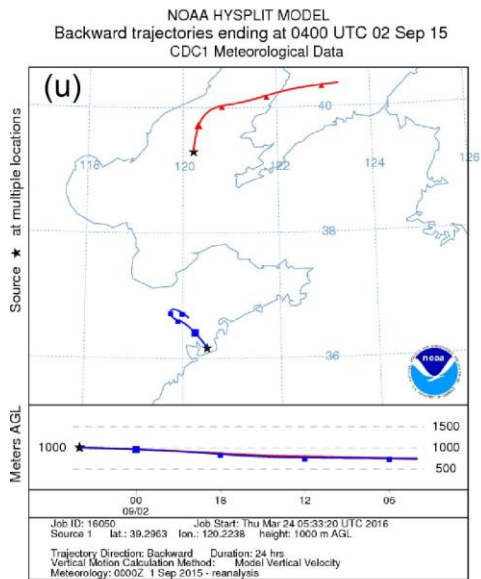 NOAA HYSPLIT MODEL
Backward trajectories ending at 0400 UTC 02 Sep 15
CDC1 Meteorological Data
(u)
Source ★ at multiple locations
40
118
120
122
124
126
38
36
noaa
Meters AGL
1000
1500
1000
500
00
18
12
06
09/02
Job ID: 16050 Job Start: Thu Mar 24 05:33:20 UTC 2016
Source 1 lat.: 39.2963 lon.: 120.2238 height: 1000 m AGL
Trajectory Direction: Backward Duration: 24 hrs
Vertical Motion Calculation Method: Model Vertical Velocity
Meteorology: 0000Z 1 Sep 2015 - reanalysis